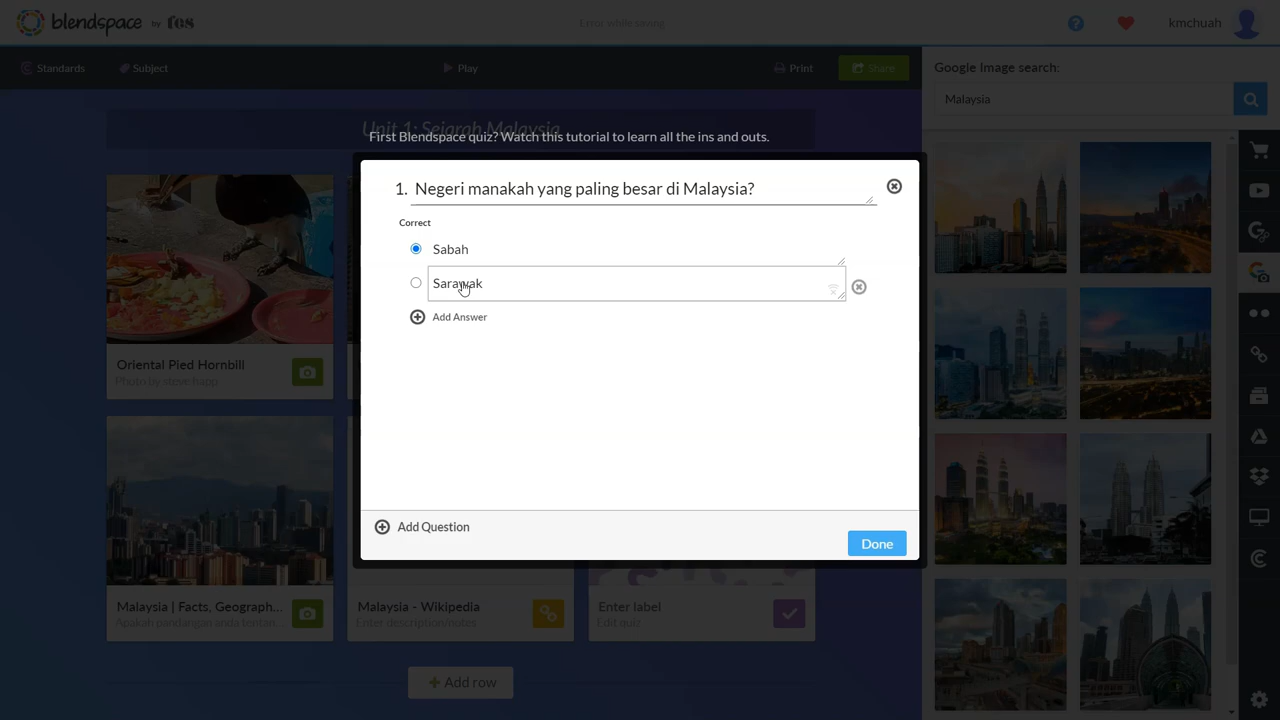 blendspace by TES
Error while saving
kmchuah
Standards
Subject
Play
Print
Share
Google Image search:
Malaysia
Unit 1: Sejarah Malaysia
First Blendspace quiz? Watch this tutorial to learn all the ins and outs.
1. Negeri manakah yang paling besar di Malaysia?
Correct
Sabah
Sarawak
Add Answer
Add Question
Done
Oriental Pied Hornbill
Photo by steve happ
Malaysia | Facts, Geograph...
Apakah pandangan anda tentan...
Malaysia - Wikipedia
Enter description/notes
Enter label
Edit quiz
+ Add row